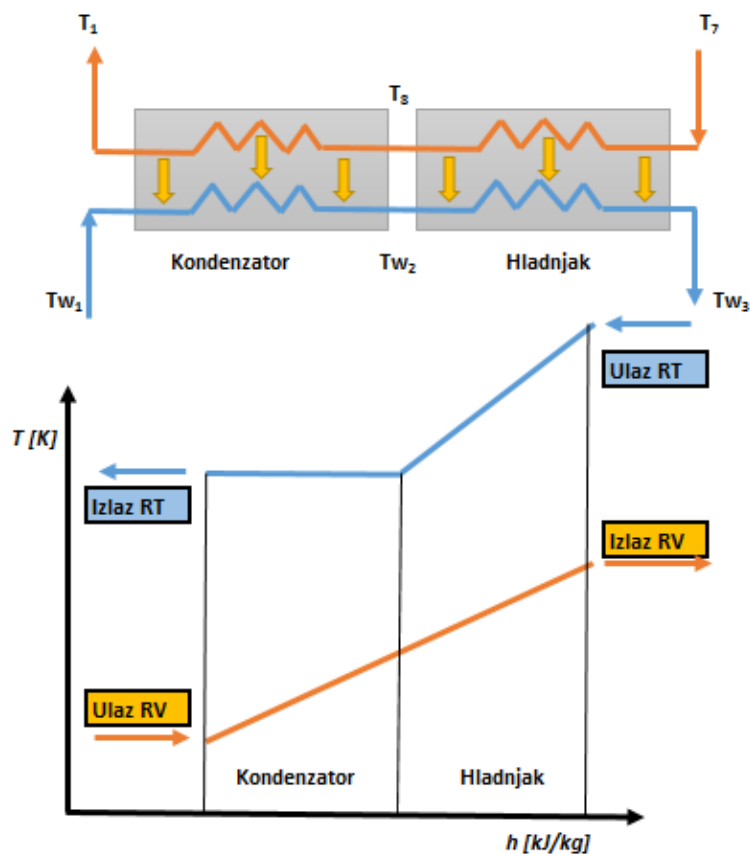 T₁
T₇
T₈
Kondenzator
Tw₂
Hladnjak
Tw₁
Tw₃
Ulaz RT
T [K]
Izlaz RT
Izlaz RV
Ulaz RV
Kondenzator
Hladnjak
h [kJ/kg]